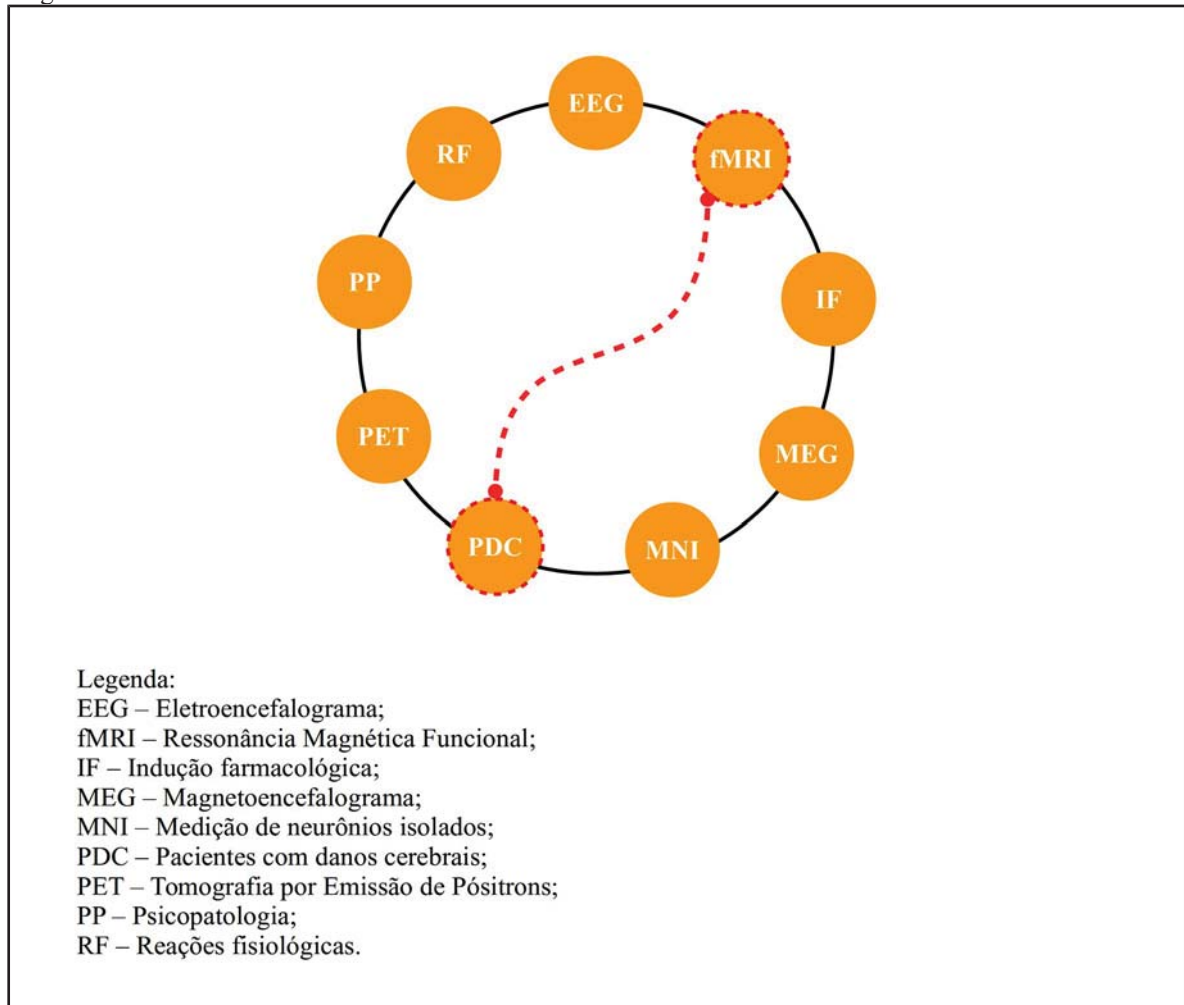 EEG
fMRI
RF
PP
IF
PET
MEG
PDC
MNI
Legenda:
EEG – Eletroencefalograma;
fMRI – Ressonância Magnética Funcional;
IF – Indução farmacológica;
MEG – Magnetoencefalograma;
MNI – Medição de neurônios isolados;
PDC – Pacientes com danos cerebrais;
PET – Tomografia por Emissão de Pósitrons;
PP – Psicopatologia;
RF – Reações fisiológicas.